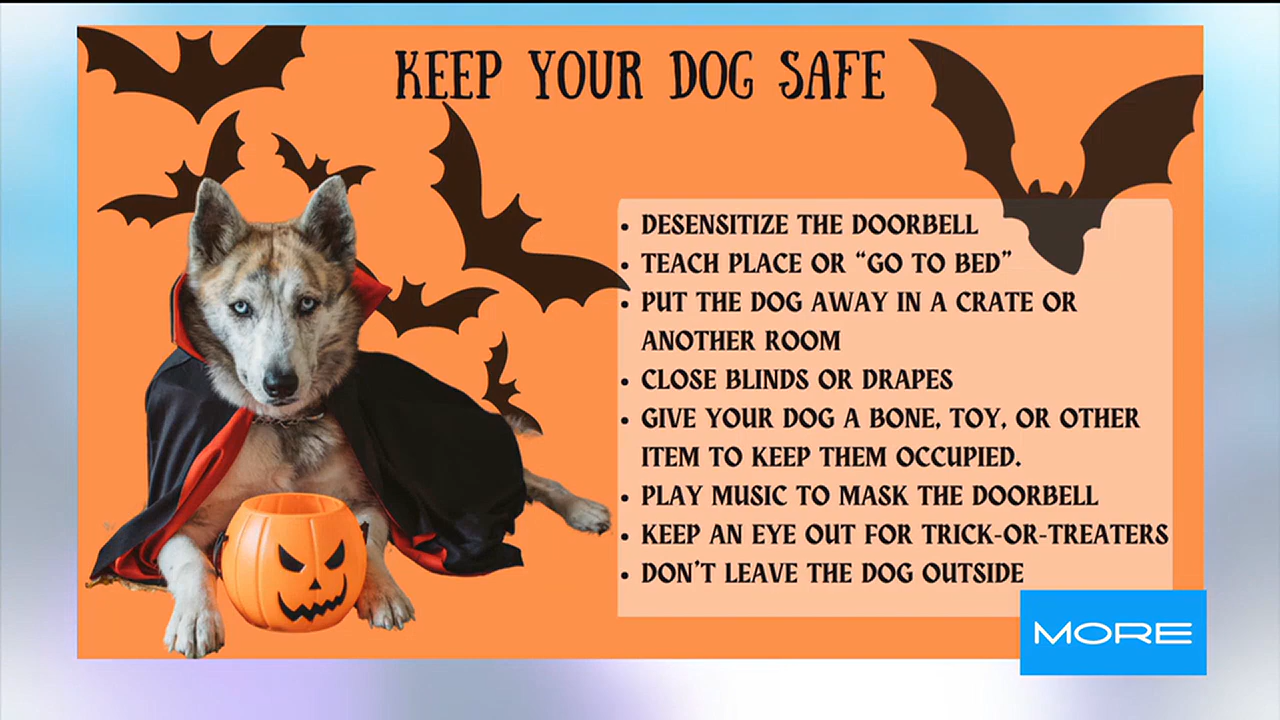 KEEP YOUR DOG SAFE
• DESENSITIZE THE DOORBELL
• TEACH PLACE OR “GO TO BED”
• PUT THE DOG AWAY IN A CRATE OR
ANOTHER ROOM
• CLOSE BLINDS OR DRAPES
• GIVE YOUR DOG A BONE, TOY, OR OTHER
ITEM TO KEEP THEM OCCUPIED.
• PLAY MUSIC TO MASK THE DOORBELL
• KEEP AN EYE OUT FOR TRICK-OR-TREATERS
• DON'T LEAVE THE DOG OUTSIDE
MORE